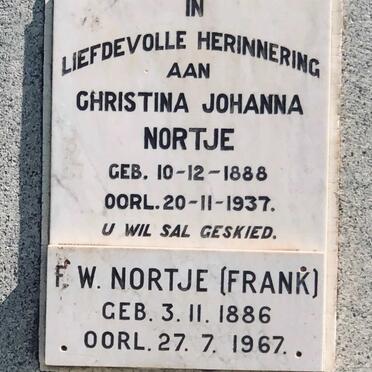 IN
LIEFDEVOLLE HERINNERING
AAN
CHRISTINA JOHANNA
NORTJE
GEB. 10-12-1888
OORL. 20-11-1937.
U WIL SAL GESKIED.
F. W. NORTJE (FRANK)
GEB. 3. 11. 1886
OORL. 27. 7. 1967.